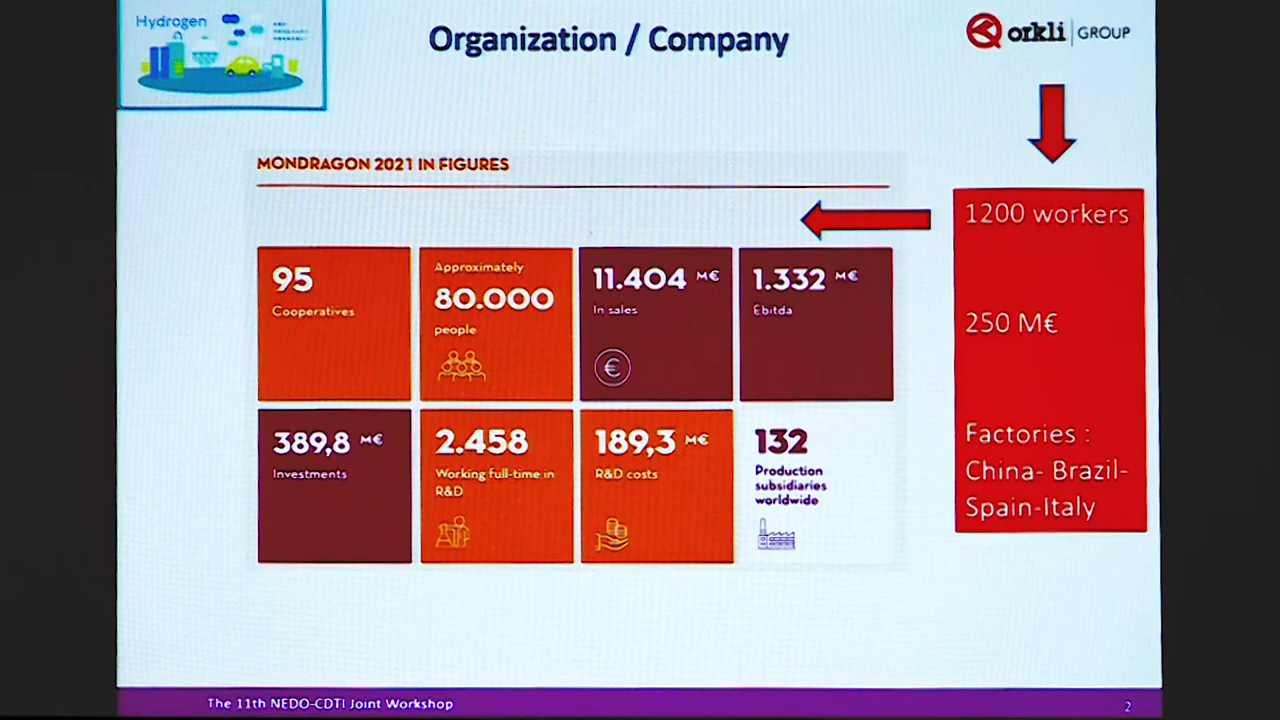 Hydrogen
Organization / Company
orkli GROUP
MONDRAGON 2021 IN FIGURES
1200 workers
250 M€
Factories :
China- Brazil-
Spain-Italy
95
Cooperatives
Approximately
80.000
people
11.404 M€
In sales
€
1.332 M€
Ebitda
389,8 M€
Investments
2.458
Working full-time in
R&D
189,3 M€
R&D costs
132
Production
subsidiaries
worldwide
The 11th NEDO-CDTI Joint Workshop
2